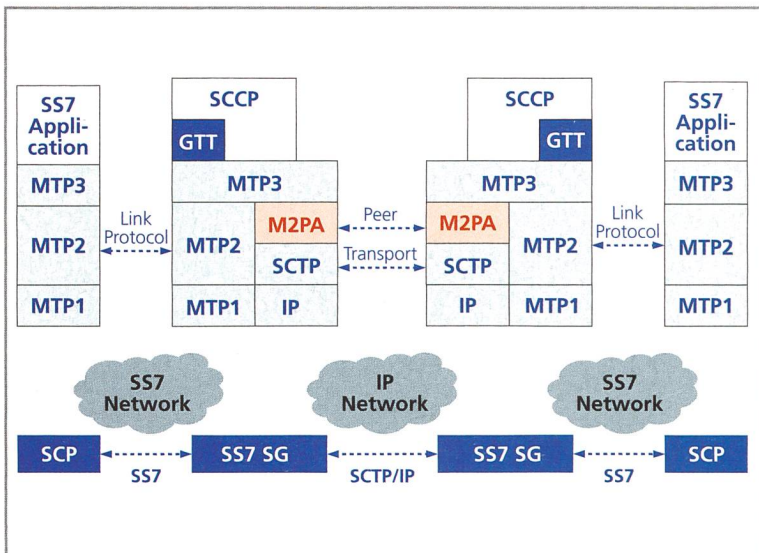 SS7
Appli-
cation
MTP3
MTP2
MTP1
Link
Protocol
SCCP
GTT
MTP3
MTP2
M2PA
SCTP
MTP1
IP
Peer
Transport
SCCP
GTT
MTP3
M2PA
MTP2
SCTP
IP
MTP1
Link
Protocol
SS7
Appli-
cation
MTP3
MTP2
MTP1
SS7
Network
IP
Network
SS7
Network
SCP
SS7
SS7 SG
SCTP/IP
SS7 SG
SS7
SCP